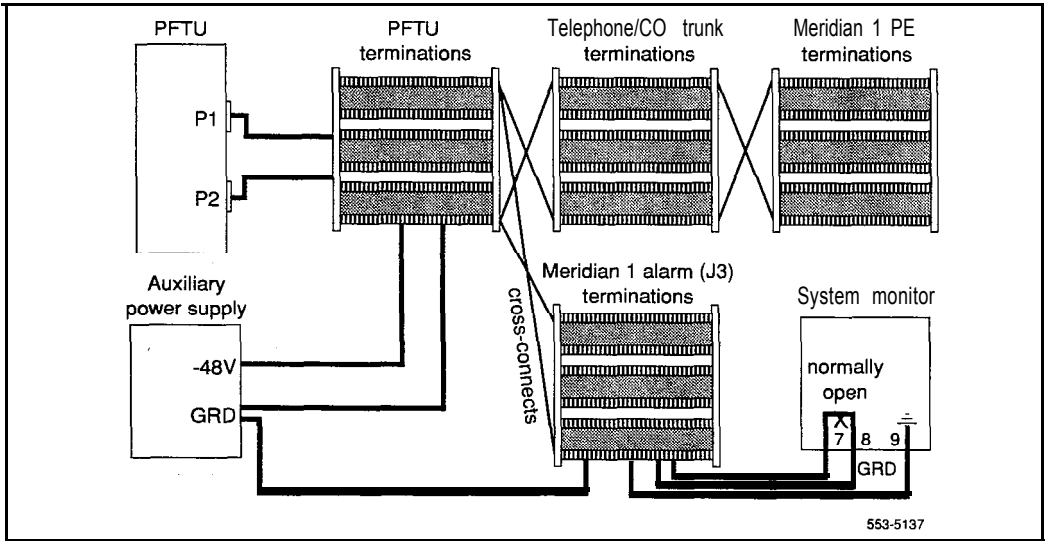 PFTU
PFTU
terminations
Telephone/CO trunk
terminations
Meridian 1 PE
terminations
P1
P2
Auxiliary
power supply
-48V
GRD
cross-connects
Meridian 1 alarm (J3)
terminations
System monitor
normally
open
X
7 8 9
GRD
553-5137